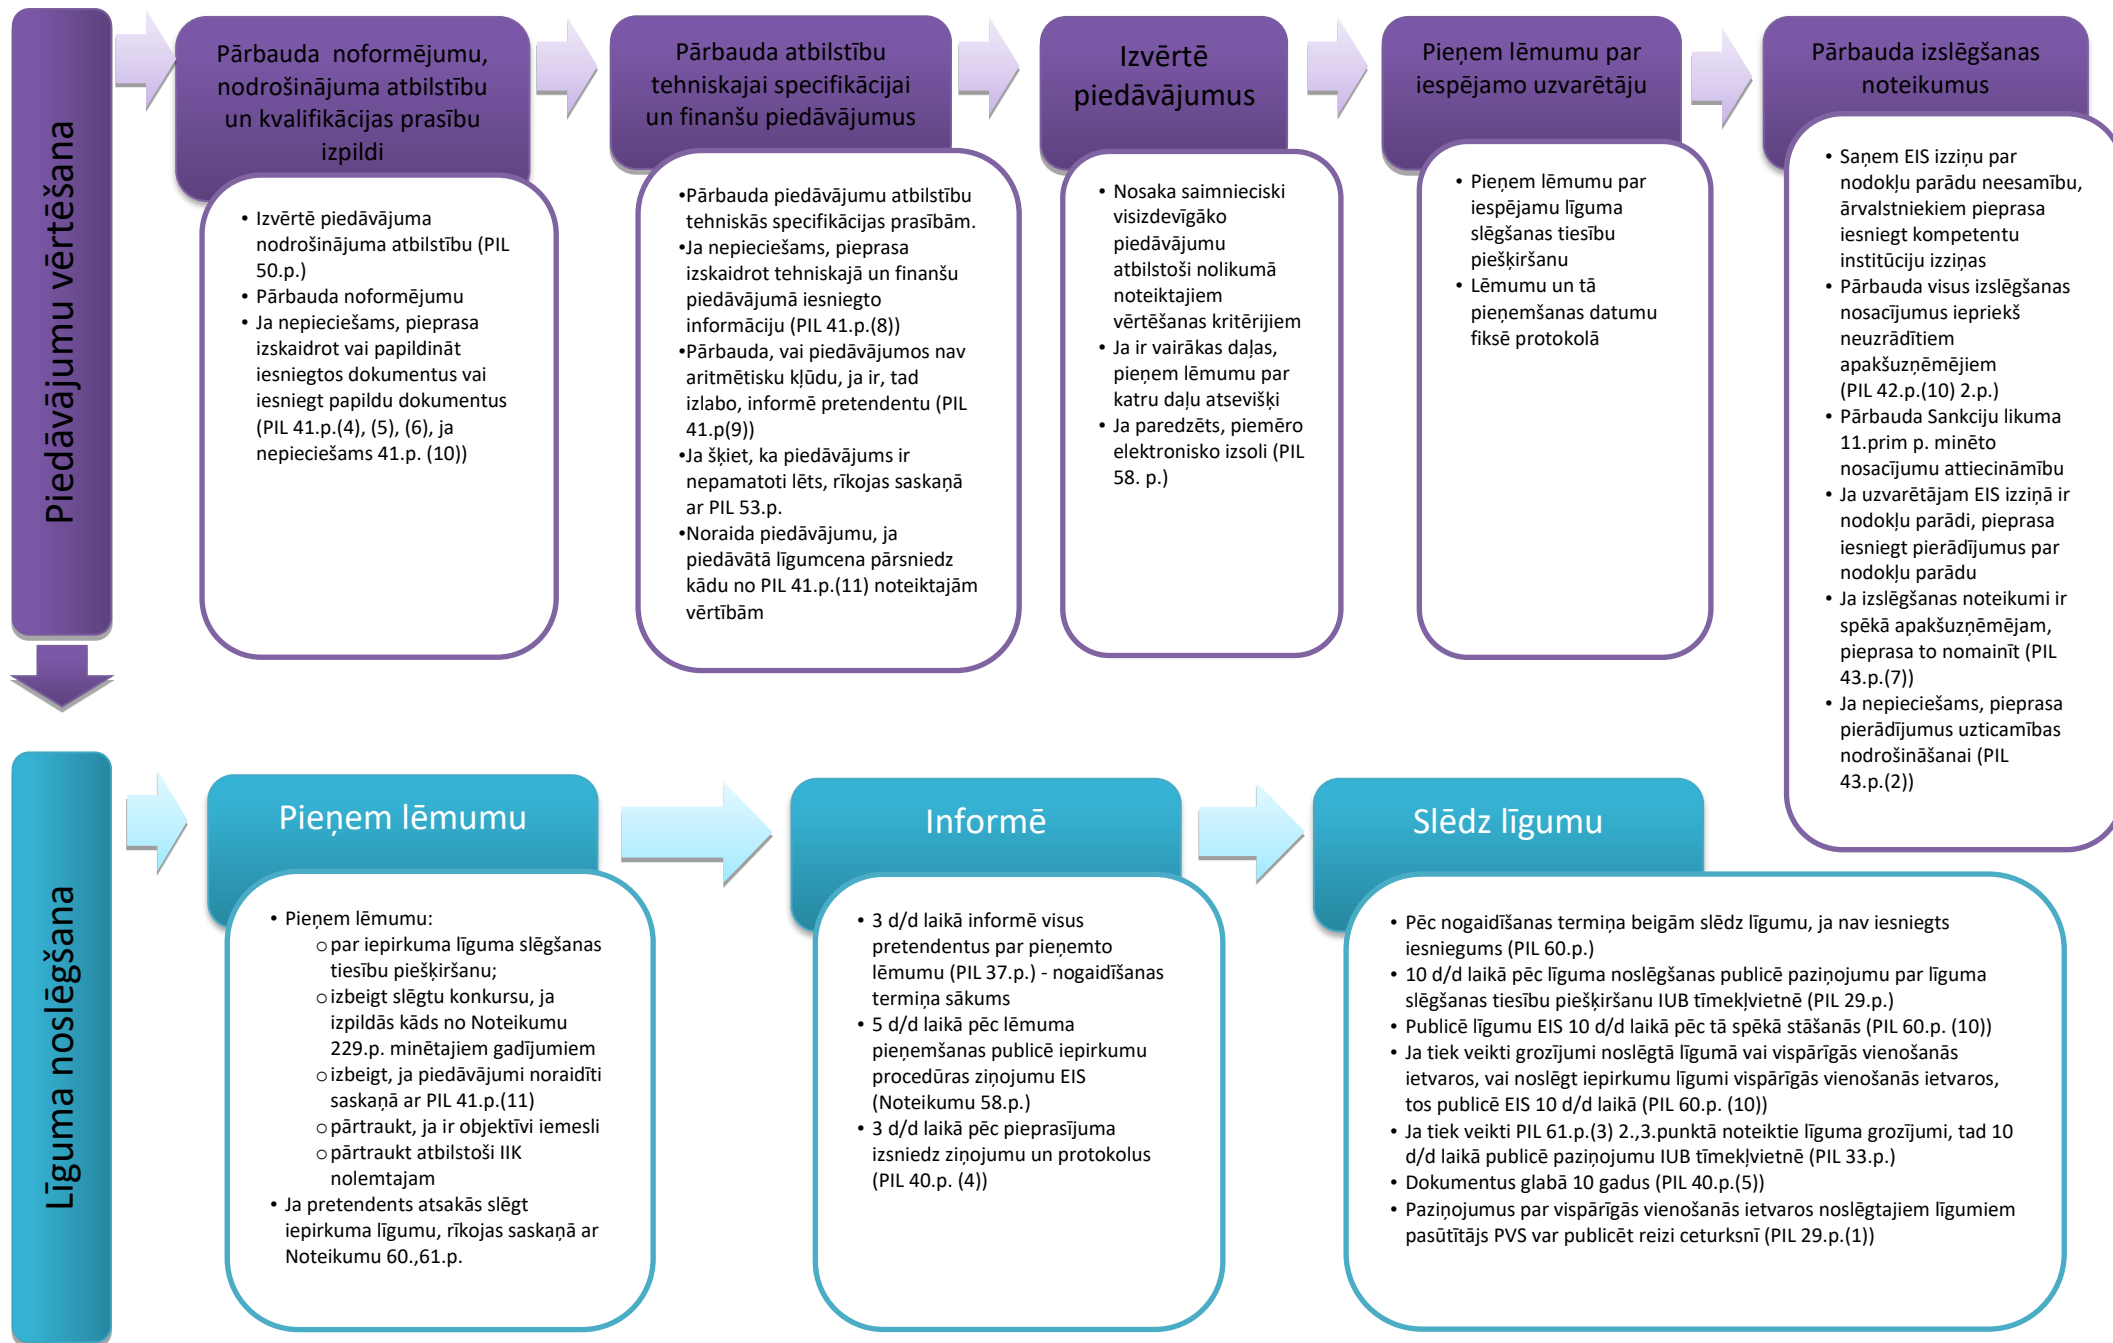 Piedāvājumu vērtēšana
Pārbauda noformējumu,
nodrošinājuma atbilstību
un kvalifikācijas prasību
izpildi
• Izvērtē piedāvājuma
nodrošinājuma atbilstību (PIL
50.p.)
• Pārbauda noformējumu
• Ja nepieciešams, pieprasa
izskaidrot vai papildināt
iesniegtos dokumentus vai
iesniegt papildu dokumentus
(PIL 41.p.(4), (5), (6), ja
nepieciešams 41.p. (10))
Pārbauda atbilstību
tehniskajai specifikācijai
un finanšu piedāvājumus
•Pārbauda piedāvājumu atbilstību
tehniskās specifikācijas prasībām.
•Ja nepieciešams, pieprasa
izskaidrot tehniskajā un finanšu
piedāvājumā iesniegto
informāciju (PIL 41.p.(8))
•Pārbauda, vai piedāvājumos nav
aritmētisku kļūdu, ja ir, tad
izlabo, informē pretendentu (PIL
41.p(9))
•Ja šķiet, ka piedāvājums ir
nepamatoti lēts, rīkojas saskaņā
ar PIL 53.p.
•Noraida piedāvājumu, ja
piedāvātā līgumcena pārsniedz
kādu no PIL 41.p.(11) noteiktajām
vērtībām
Izvērtē
piedāvājumus
• Nosaka saimnieciski
visizdevīgāko
piedāvājumu
atbilstoši nolikumā
noteiktajiem
vērtēšanas kritērijiem
• Ja ir vairākas daļas,
pieņem lēmumu par
katru daļu atsevišķi
• Ja paredzēts, piemēro
elektronisko izsoli (PIL
58. p.)
Pieņem lēmumu par
iespējamo uzvarētāju
• Pieņem lēmumu par
iespējamu līguma
slēgšanas tiesību
piešķiršanu
• Lēmumu un tā
pieņemšanas datumu
fiksē protokolā
Pārbauda izslēgšanas
noteikumus
• Saņem EIS izziņu par
nodokļu parādu neesamību,
ārvalstniekiem pieprasa
iesniegt kompetentu
institūciju izziņas
• Pārbauda visus izslēgšanas
nosacījumus iepriekš
neuzrādītiem
apakšuzņēmējiem
(PIL 42.p.(10) 2.p.)
• Pārbauda Sankciju likuma
11.prim p. minēto
nosacījumu attiecināmību
• Ja uzvarētājam EIS izziņā ir
nodokļu parādi, pieprasa
iesniegt pierādījumus par
nodokļu parādu
• Ja izslēgšanas noteikumi ir
spēkā apakšuzņēmējam,
pieprasa to nomainīt (PIL
43.p.(7))
• Ja nepieciešams, pieprasa
pierādījumus uzticamības
nodrošināšanai (PIL
43.p.(2))
Līguma noslēgšana
Pieņem lēmumu
• Pieņem lēmumu:
o par iepirkuma līguma slēgšanas
tiesību piešķiršanu;
o izbeigt slēgtu konkursu, ja
izpildās kāds no Noteikumu
229.p. minētajiem gadījumiem
o izbeigt, ja piedāvājumi noraidīti
saskaņā ar PIL 41.p.(11)
o pārtraukt, ja ir objektīvi iemesli
o pārtraukt atbilstoši IIK
nolemtajam
• Ja pretendents atsakās slēgt
iepirkuma līgumu, rīkojas saskaņā ar
Noteikumu 60.,61.p.
Informē
• 3 d/d laikā informē visus
pretendentus par pieņemto
lēmumu (PIL 37.p.) - nogaidīšanas
termiņa sākums
• 5 d/d laikā pēc lēmuma
pieņemšanas publicē iepirkumu
procedūras ziņojumu EIS
(Noteikumu 58.p.)
• 3 d/d laikā pēc pieprasījuma
izsniedz ziņojumu un protokolus
(PIL 40.p. (4))
Slēdz līgumu
• Pēc nogaidīšanas termiņa beigām slēdz līgumu, ja nav iesniegts
iesniegums (PIL 60.p.)
• 10 d/d laikā pēc līguma noslēgšanas publicē paziņojumu par līguma
slēgšanas tiesību piešķiršanu IUB tīmekļvietnē (PIL 29.p.)
• Publicē līgumu EIS 10 d/d laikā pēc tā spēkā stāšanās (PIL 60.p. (10))
• Ja tiek veikti grozījumi noslēgtā līgumā vai vispārīgās vienošanās
ietvaros, vai noslēgt iepirkumu līgumi vispārīgās vienošanās ietvaros,
tos publicē EIS 10 d/d laikā (PIL 60.p. (10))
• Ja tiek veikti PIL 61.p.(3) 2.,3.punktā noteiktie līguma grozījumi, tad 10
d/d laikā publicē paziņojumu IUB tīmekļvietnē (PIL 33.p.)
• Dokumentus glabā 10 gadus (PIL 40.p.(5))
• Paziņojumus par vispārīgās vienošanās ietvaros noslēgtajiem līgumiem
pasūtītājs PVS var publicēt reizi ceturksnī (PIL 29.p.(1))